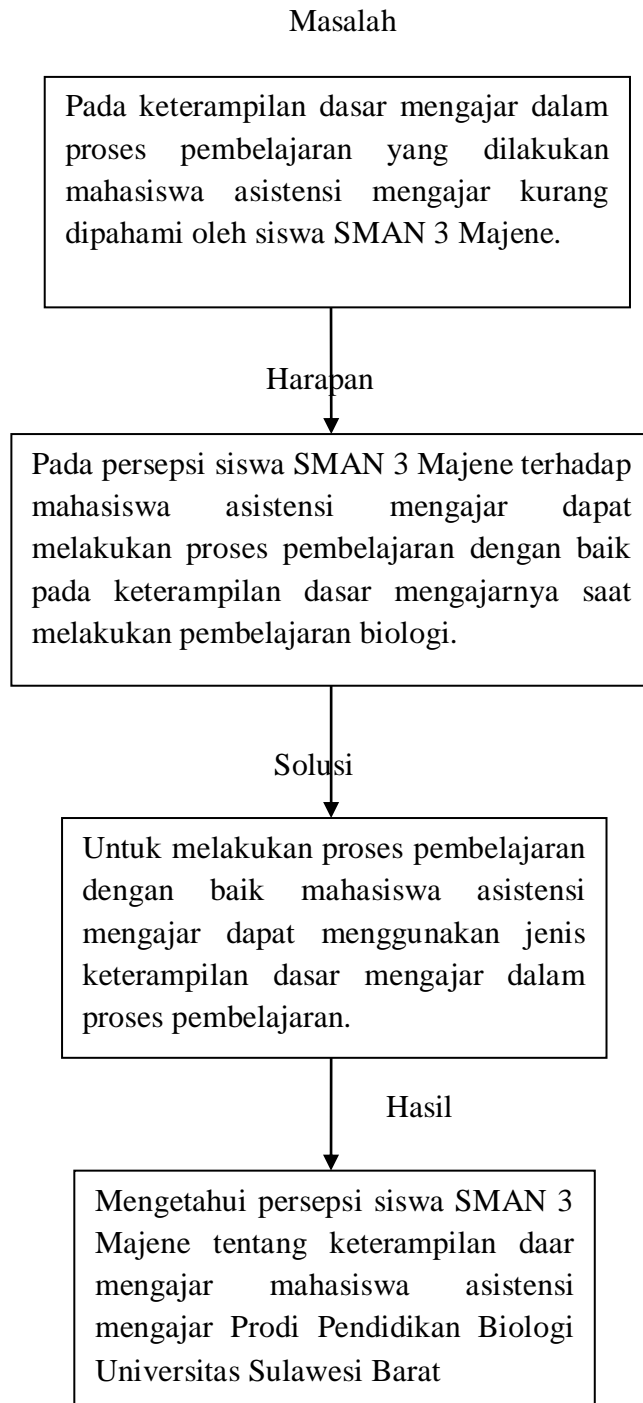 Masalah
Pada keterampilan dasar mengajar dalam
proses pembelajaran yang dilakukan
mahasiswa asistensi mengajar kurang
dipahami oleh siswa SMAN 3 Majene.
Harapan
Pada persepsi siswa SMAN 3 Majene terhadap
mahasiswa asistensi mengajar dapat
melakukan proses pembelajaran dengan baik
pada keterampilan dasar mengajarnya saat
melakukan pembelajaran biologi.
Solusi
Untuk melakukan proses pembelajaran
dengan baik mahasiswa asistensi
mengajar dapat menggunakan jenis
keterampilan dasar mengajar dalam
proses pembelajaran.
Hasil
Mengetahui persepsi siswa SMAN 3
Majene tentang keterampilan daar
mengajar mahasiswa asistensi
mengajar Prodi Pendidikan Biologi
Universitas Sulawesi Barat